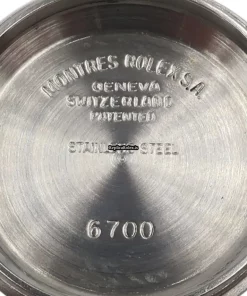 MONTRES ROLEX S.A.
GENEVA
SWITZERLAND
PATENTED
STAINLESS STEEL
6700